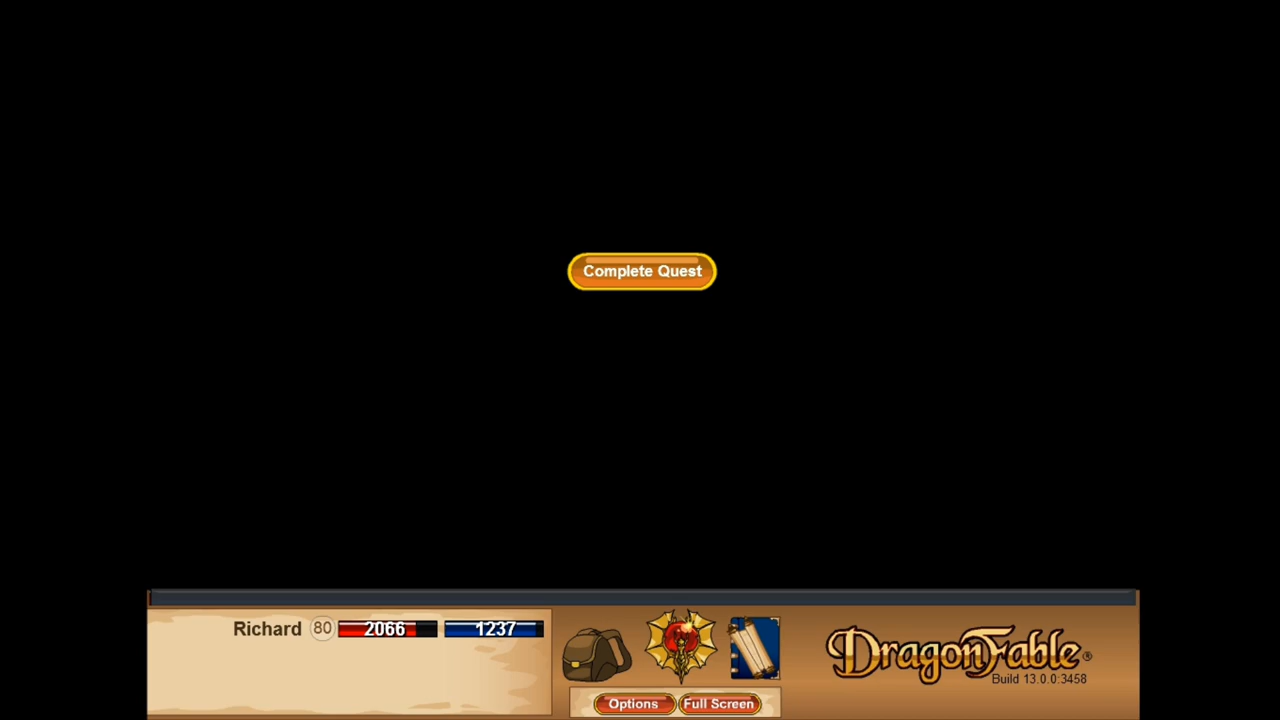 Complete Quest
Richard 80 2066 1237
DragonFable®
Build 13.0.0:3458
Options Full Screen